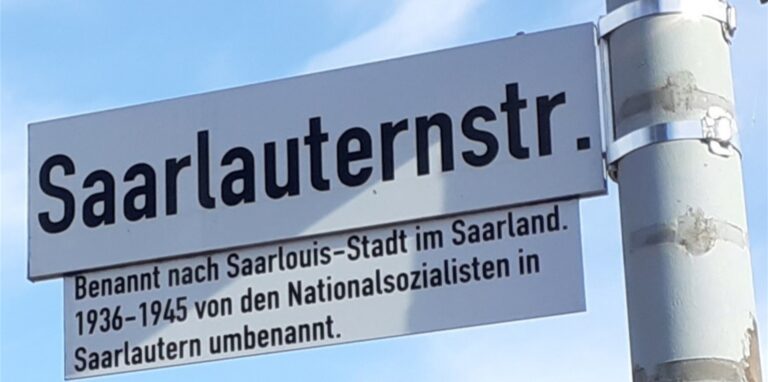 Saarlauternstr.
Benannt nach Saarlouis-Stadt im Saarland.
1936-1945 von den Nationalsozialisten in
Saarlautern umbenannt.